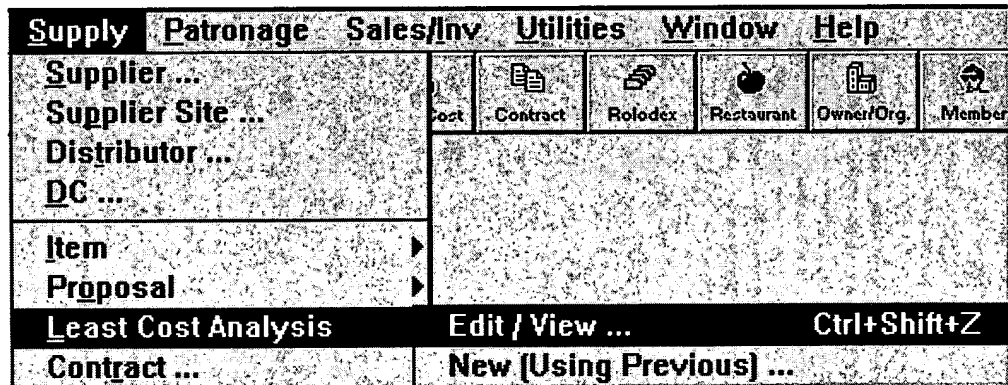 Supply Patronage Sales/Inv Utilities Window Help
Supplier ...
Supplier Site ...
Distributor ...
DC ...
Cost Contract Rolodex Restaurant Owner/Org. Member
Item
Proposal
Least Cost Analysis Edit / View ... Ctrl+Shift+Z
Contract ... New (Using Previous) ...